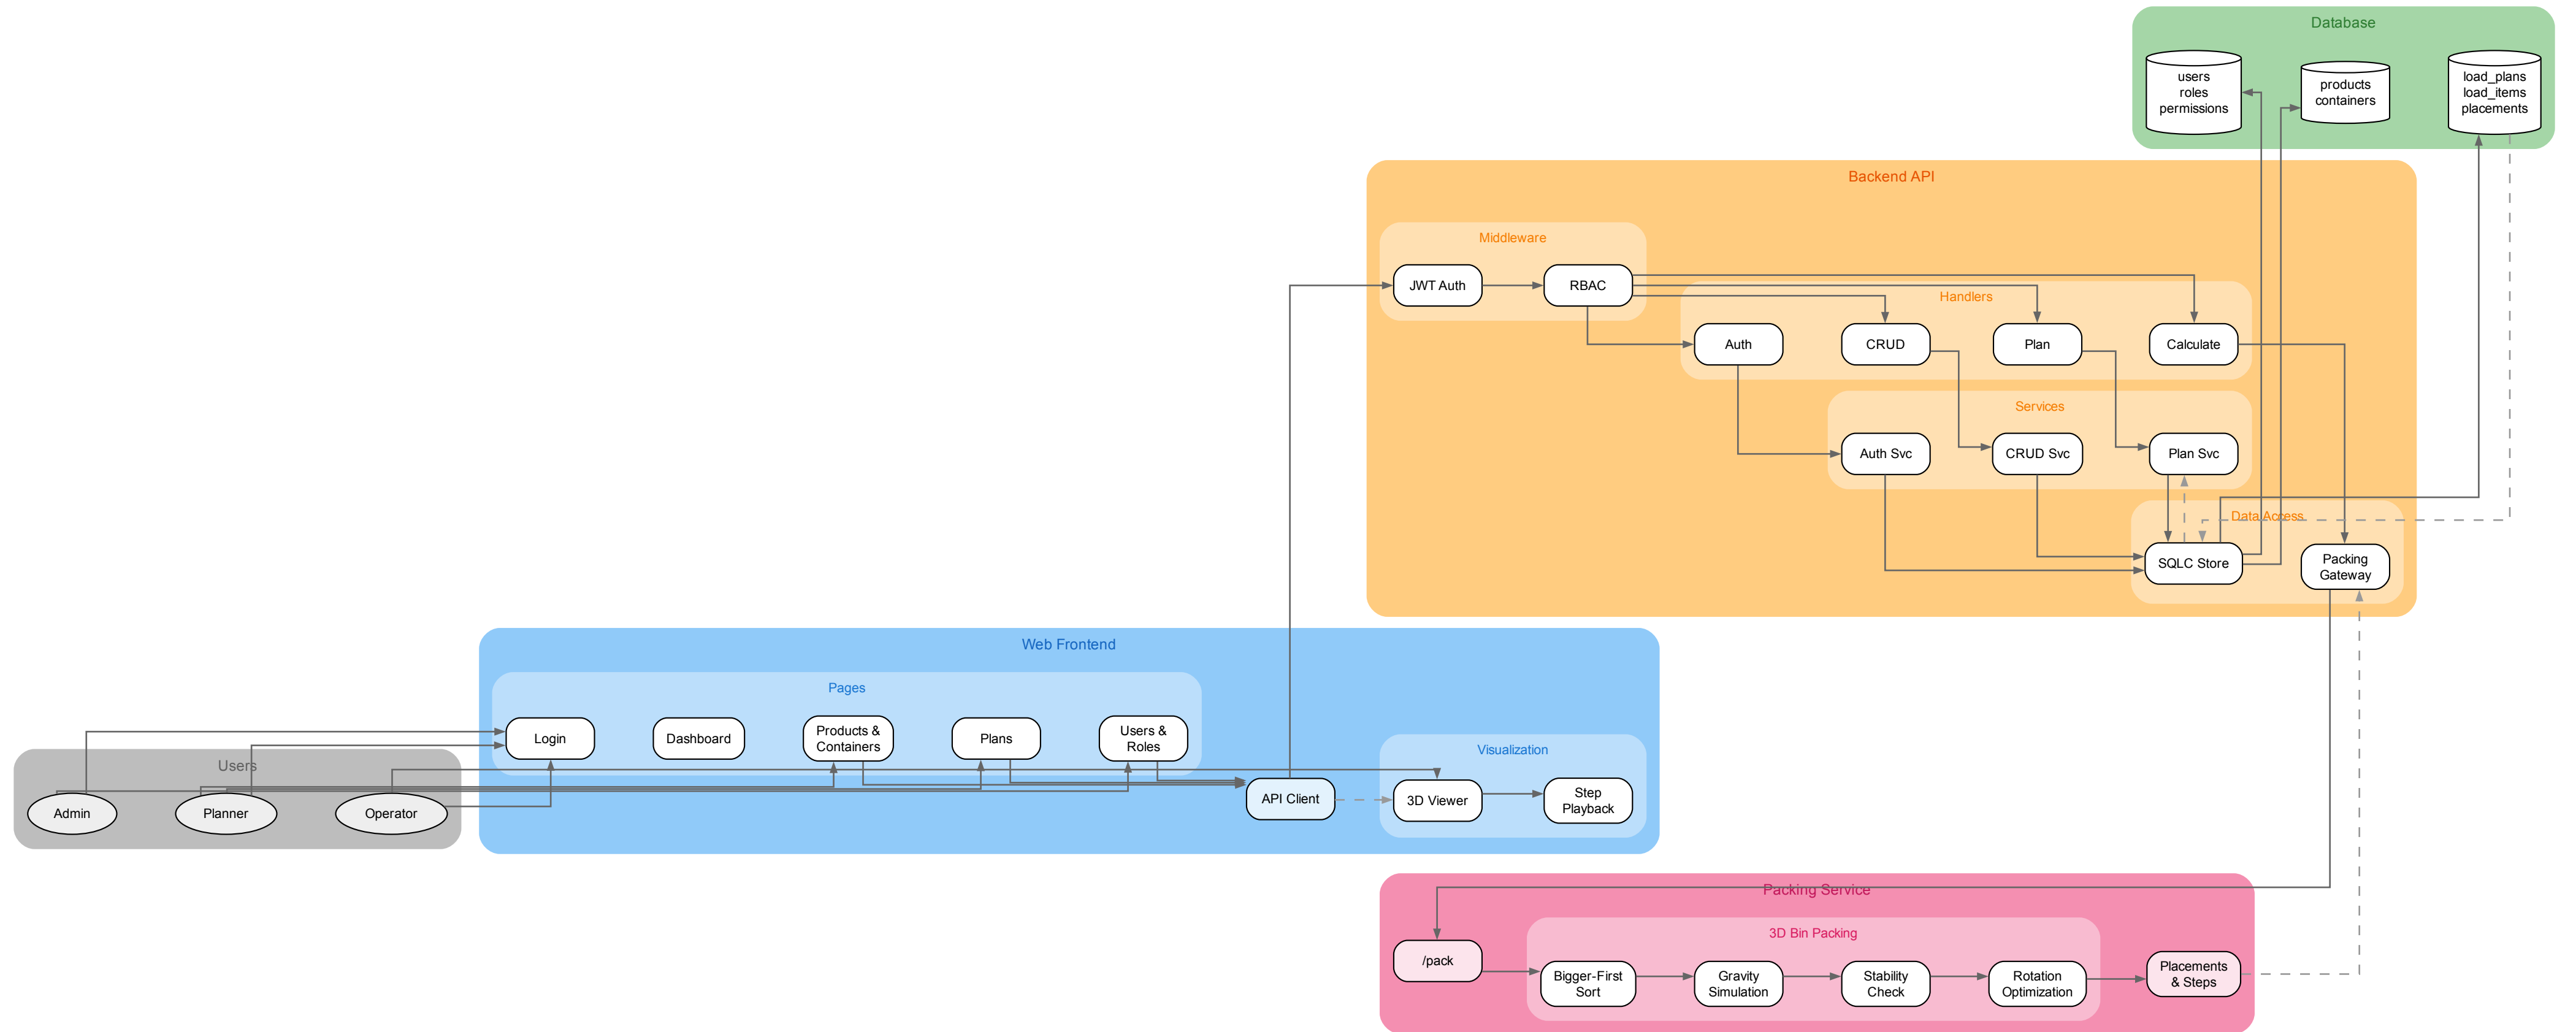 Database
users
roles
permissions
products
containers
load_plans
load_items
placements
Backend API
Middleware
JWT Auth
RBAC
Handlers
Auth
CRUD
Plan
Calculate
Services
Auth Svc
CRUD Svc
Plan Svc
Data Access
SQLC Store
Packing
Gateway
Web Frontend
Pages
Login
Dashboard
Products &
Containers
Plans
Users &
Roles
Visualization
API Client
3D Viewer
Step
Playback
Users
Admin
Planner
Operator
Packing Service
3D Bin Packing
/pack
Bigger-First
Sort
Gravity
Simulation
Stability
Check
Rotation
Optimization
Placements
& Steps